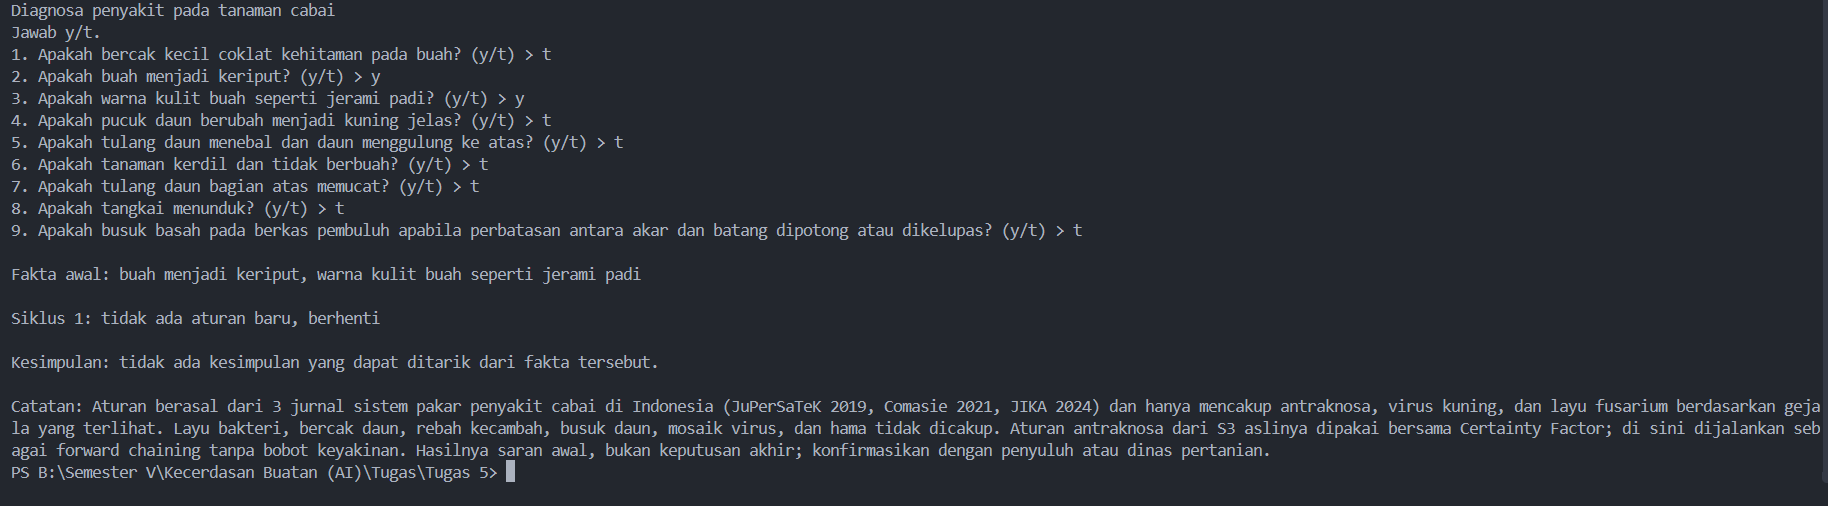 Diagnosa penyakit pada tanaman cabai
Jawab y/t.
1. Apakah bercak kecil coklat kehitaman pada buah? (y/t) > t
2. Apakah buah menjadi keriput? (y/t) > y
3. Apakah warna kulit buah seperti jerami padi? (y/t) > y
4. Apakah pucuk daun berubah menjadi kuning jelas? (y/t) > t
5. Apakah tulang daun menebal dan daun menggulung ke atas? (y/t) > t
6. Apakah tanaman kerdil dan tidak berbuah? (y/t) > t
7. Apakah tulang daun bagian atas memucat? (y/t) > t
8. Apakah tangkai menunduk? (y/t) > t
9. Apakah busuk basah pada berkas pembuluh apabila perbatasan antara akar dan batang dipotong atau dikelupas? (y/t) > t
Fakta awal: buah menjadi keriput, warna kulit buah seperti jerami padi
Siklus 1: tidak ada aturan baru, berhenti
Kesimpulan: tidak ada kesimpulan yang dapat ditarik dari fakta tersebut.
Catatan: Aturan berasal dari 3 jurnal sistem pakar penyakit cabai di Indonesia (JuPerSaTeK 2019, Comasie 2021, JIKA 2024) dan hanya mencakup antraknosa, virus kuning, dan layu fusarium berdasarkan geja
la yang terlihat. Layu bakteri, bercak daun, rebah kecambah, busuk daun, mosaik virus, dan hama tidak dicakup. Aturan antraknosa dari S3 aslinya dipakai bersama Certainty Factor; di sini dijalankan seb
agai forward chaining tanpa bobot keyakinan. Hasilnya saran awal, bukan keputusan akhir; konfirmasikan dengan penyuluh atau dinas pertanian.
PS B:\Semester V\Kecerdasan Buatan (AI)\Tugas\Tugas 5>